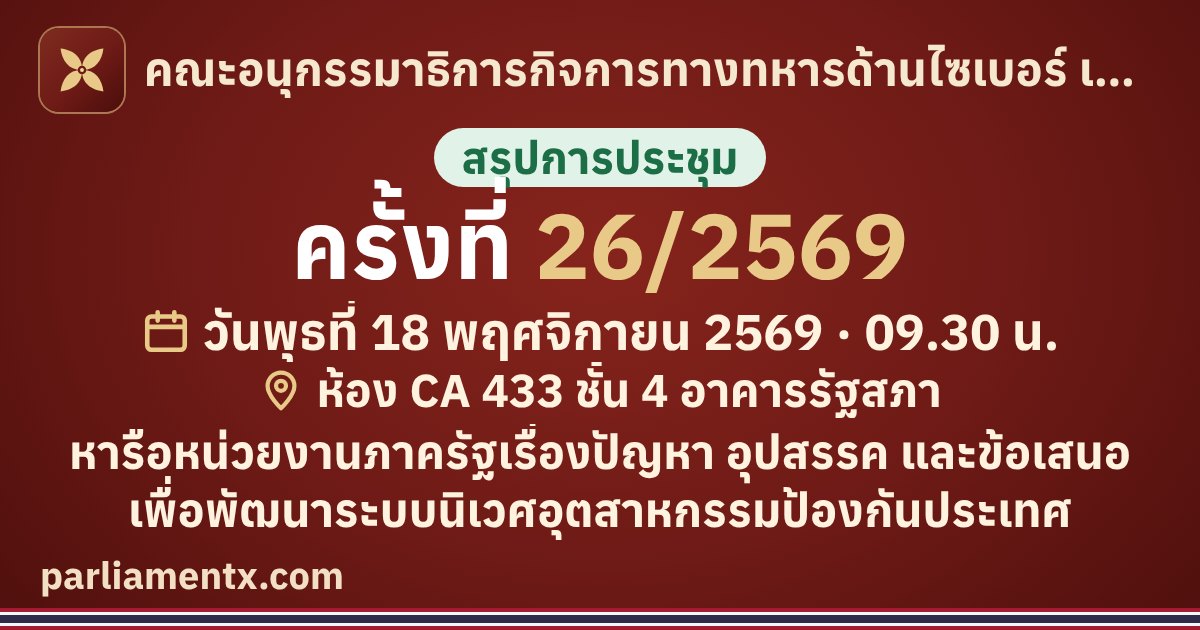 คณะอนุกรรมาธิการกิจการทางทหารด้านไซเบอร์ เ...
สรุปการประชุม
ครั้งที่ 26/2569
วันพุธที่ 18 พฤศจิกายน 2569 · 09.30 น.
ห้อง CA 433 ชั้น 4 อาคารรัฐสภา
หารือหน่วยงานภาครัฐเรื่องปัญหา อุปสรรค และข้อเสนอ
เพื่อพัฒนาระบบนิเวศอุตสาหกรรมป้องกันประเทศ
parliamentx.com